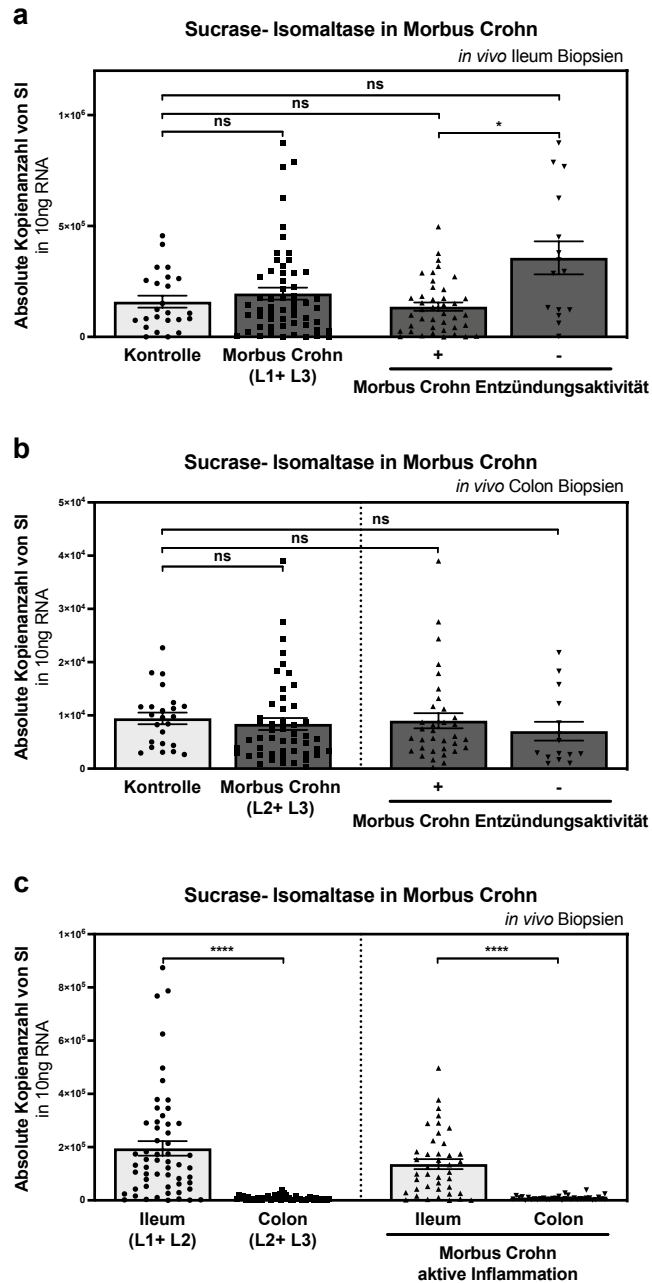 a
Sucrase- Isomaltase in Morbus Crohn
in vivo Ileum Biopsien
Absolute Kopienanzahl von SI
in 10ng RNA
1×10⁶
5×10⁵
0
ns
ns
ns
*
Kontrolle
Morbus Crohn
(L1+ L3)
+
-
Morbus Crohn Entzündungsaktivität
b
Sucrase- Isomaltase in Morbus Crohn
in vivo Colon Biopsien
Absolute Kopienanzahl von SI
in 10ng RNA
5×10⁴
4×10⁴
3×10⁴
2×10⁴
1×10⁴
0
ns
ns
ns
Kontrolle
Morbus Crohn
(L2+ L3)
+
-
Morbus Crohn Entzündungsaktivität
c
Sucrase- Isomaltase in Morbus Crohn
in vivo Biopsien
Absolute Kopienanzahl von SI
in 10ng RNA
1×10⁶
8×10⁵
6×10⁵
4×10⁵
2×10⁵
0
****
****
Ileum
(L1+ L2)
Colon
(L2+ L3)
Ileum
Colon
Morbus Crohn
aktive Inflammation